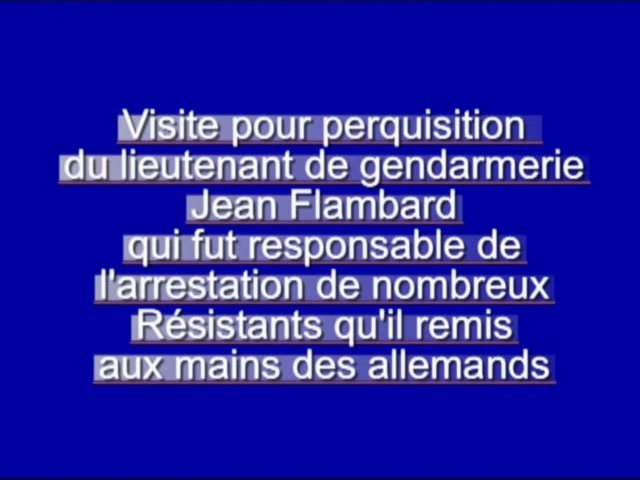 Visite pour perquisition
du lieutenant de gendarmerie
Jean Flambard
qui fut responsable de
l'arrestation de nombreux
Résistants qu'il remis
aux mains des allemands